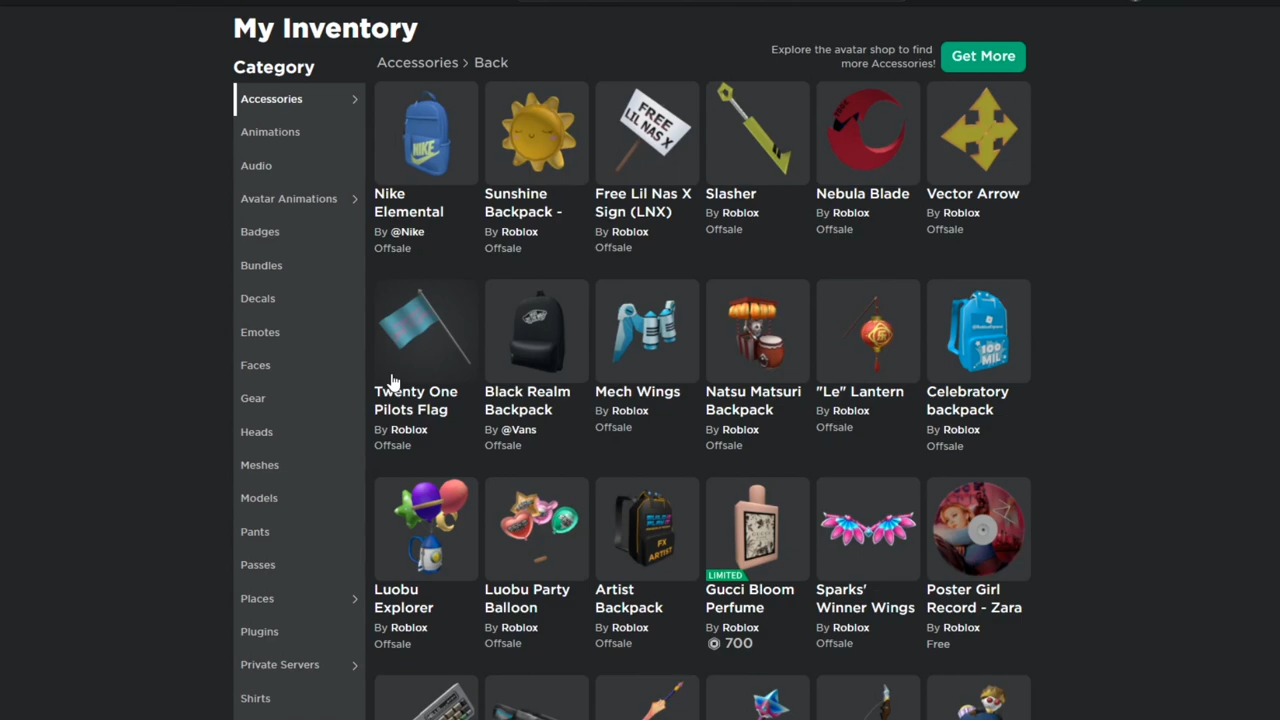 My Inventory
Category
Accessories
Animations
Audio
Avatar Animations
Badges
Bundles
Decals
Emotes
Faces
Gear
Heads
Meshes
Models
Pants
Passes
Places
Plugins
Private Servers
Shirts
Accessories > Back
Explore the avatar shop to find
more Accessories!
Get More
NIKE
Nike
Elemental
By @Nike
Offsale
Sunshine
Backpack -
By Roblox
Offsale
FREE
LIL NAS X
Free Lil Nas X
Sign (LNX)
By Roblox
Offsale
Slasher
By Roblox
Offsale
Nebula Blade
By Roblox
Offsale
Vector Arrow
By Roblox
Offsale
Twenty One
Pilots Flag
By Roblox
Offsale
Black Realm
Backpack
By @Vans
Offsale
Mech Wings
By Roblox
Offsale
Natsu Matsuri
Backpack
By Roblox
Offsale
"Le" Lantern
By Roblox
Offsale
100
MIL
Celebratory
backpack
By Roblox
Offsale
Luobu
Explorer
By Roblox
Offsale
Luobu Party
Balloon
By Roblox
Offsale
FX
ARTIST
Artist
Backpack
By Roblox
Offsale
LIMITED
Gucci Bloom
Perfume
By Roblox
700
Sparks'
Winner Wings
By Roblox
Offsale
Poster Girl
Record - Zara
By Roblox
Free